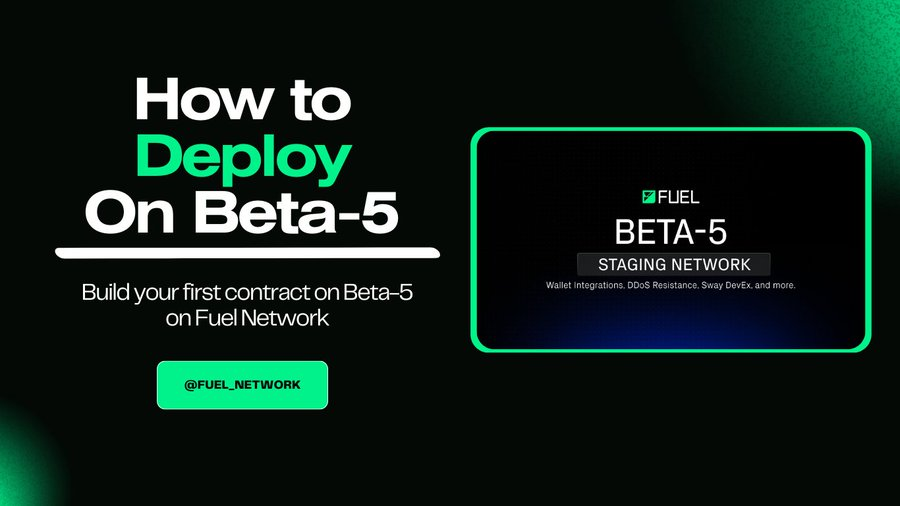 How to
Deploy
On Beta-5
Build your first contract on Beta-5
on Fuel Network
@FUEL_NETWORK
FUEL
BETA-5
STAGING NETWORK
Wallet Integrations, DDoS Resistance, Sway DevEx, and more.